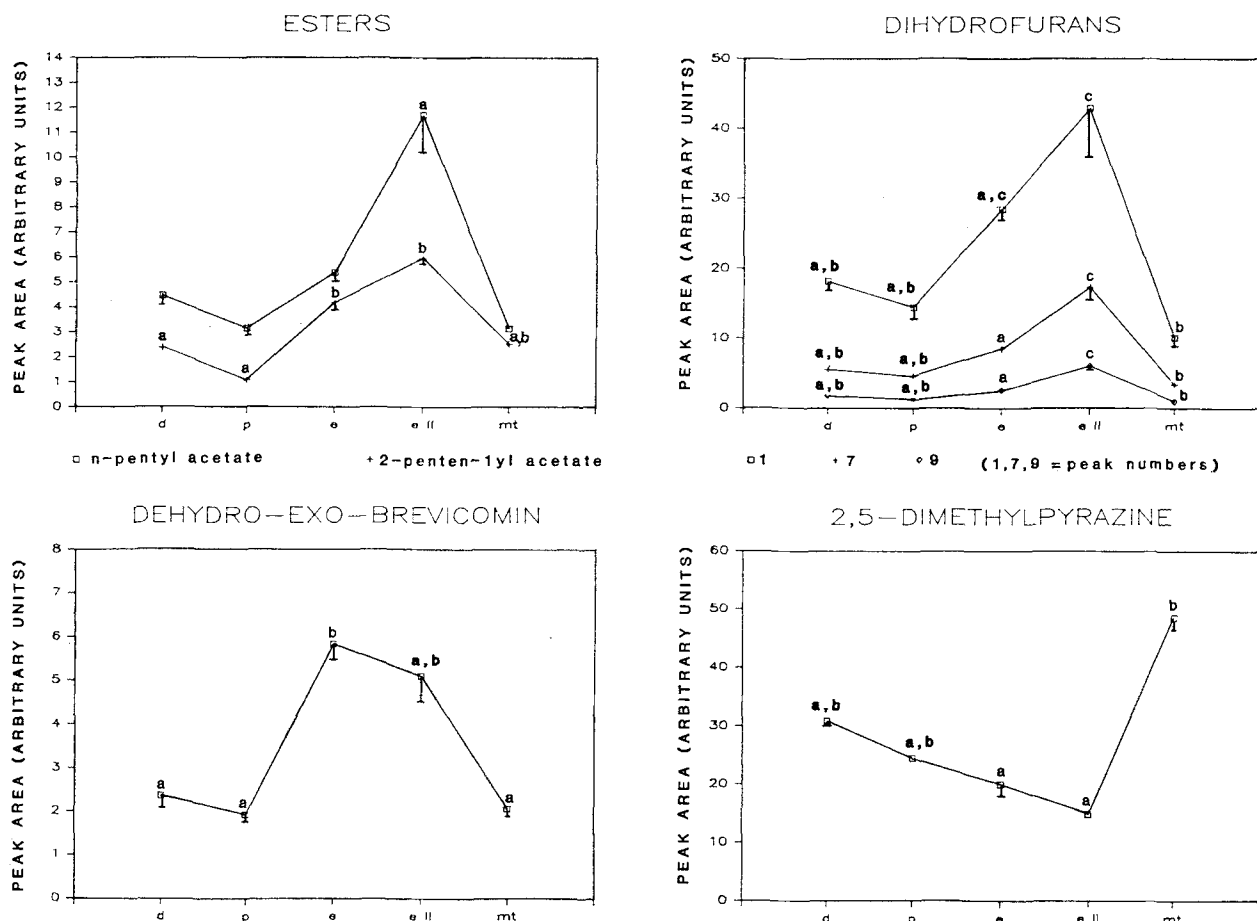 ESTERS
PEAK AREA (ARBITRARY UNITS)
14
13
12
11
10
9
8
7
6
5
4
3
2
1
0
a
b
b
a
a
a,b
d p e e ll mt
n-pentyl acetate + 2-penten-1yl acetate
DIHYDROFURANS
PEAK AREA (ARBITRARY UNITS)
50
40
30
20
10
0
c
a,c
a,b
a,b
b
c
a
a,b
a,b
b
c
a
a,b
a,b
b
d p e e ll mt
1 + 7 9 (1,7,9 = peak numbers)
DEHYDRO-EXO-BREVICOMIN
PEAK AREA (ARBITRARY UNITS)
8
7
6
5
4
3
2
1
0
b
a,b
a
a
a
d p e e ll mt
2,5-DIMETHYLPYRAZINE
PEAK AREA (ARBITRARY UNITS)
60
50
40
30
20
10
0
b
a,b
a,b
a
a
d p e e ll mt